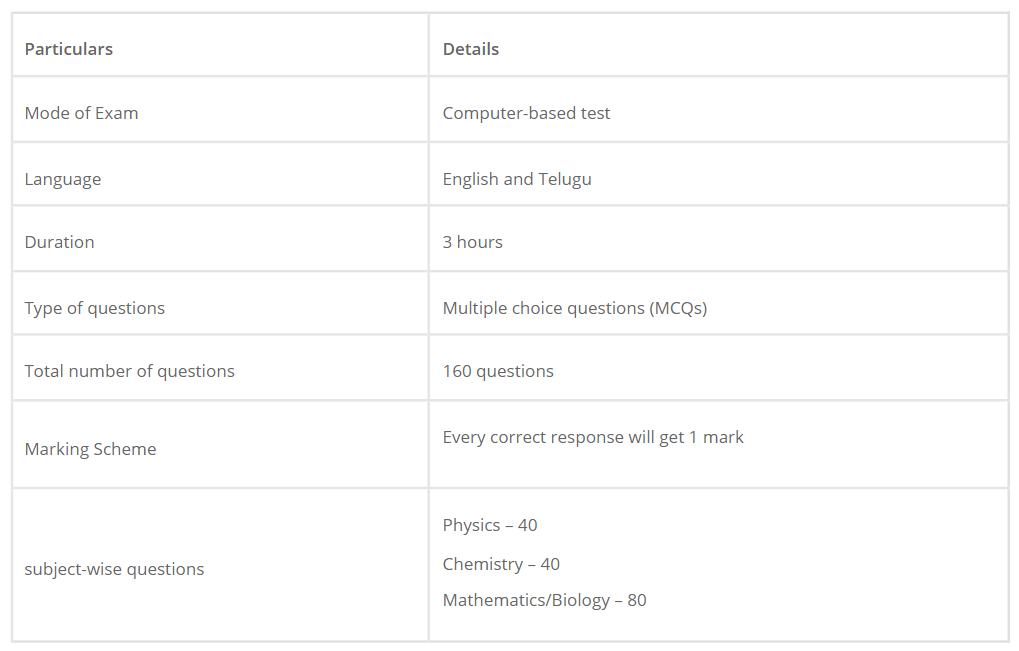 Particulars Details
Mode of Exam Computer-based test
Language English and Telugu
Duration 3 hours
Type of questions Multiple choice questions (MCQs)
Total number of questions 160 questions
Marking Scheme Every correct response will get 1 mark
subject-wise questions
Physics – 40
Chemistry – 40
Mathematics/Biology – 80